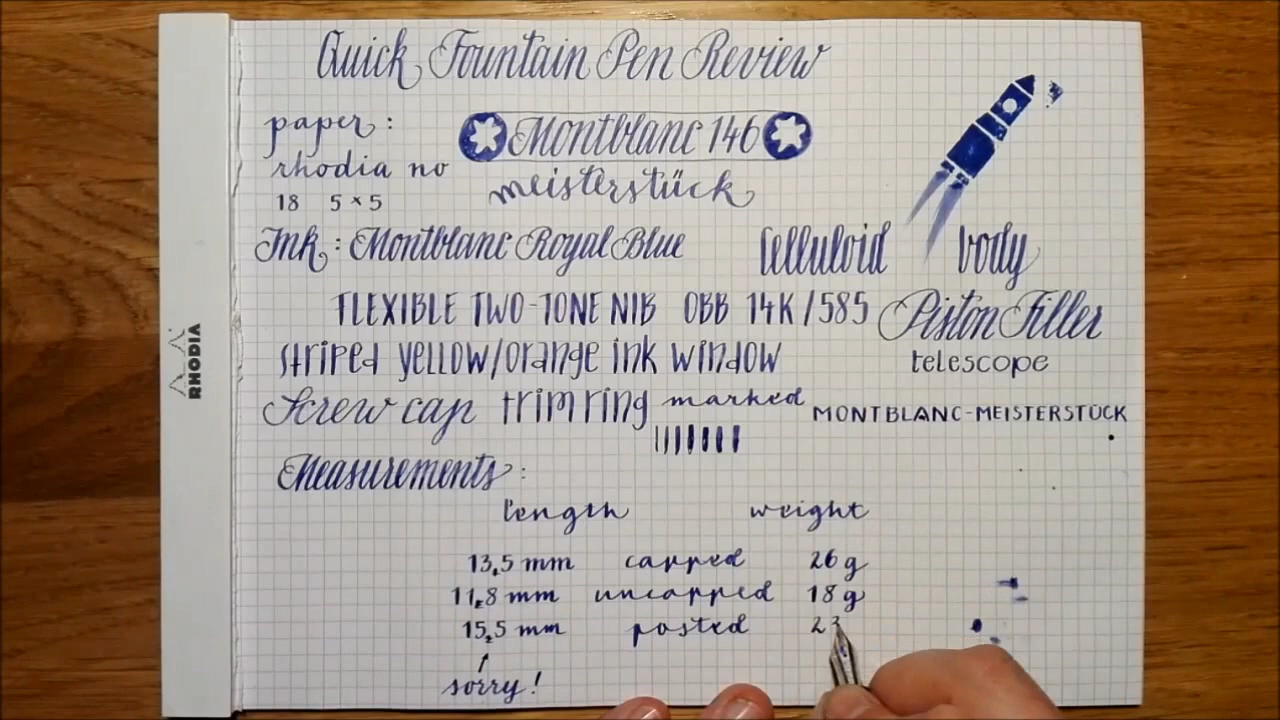 Quick Fountain Pen Review
paper:
rhodia no
18 5×5
Montblanc 146
meisterstück
Ink: Montblanc Royal Blue
Celluloid body
FLEXIBLE TWO-TONE NIB OBB 14K/585
Piston Filler
telescope
striped yellow/orange ink window
Screw cap trim ring marked MONTBLANC-MEISTERSTÜCK
Measurements:
length weight
13,5 mm capped 26 g
11,8 mm uncapped 18 g
15,5 mm posted
sorry!
RHODIA